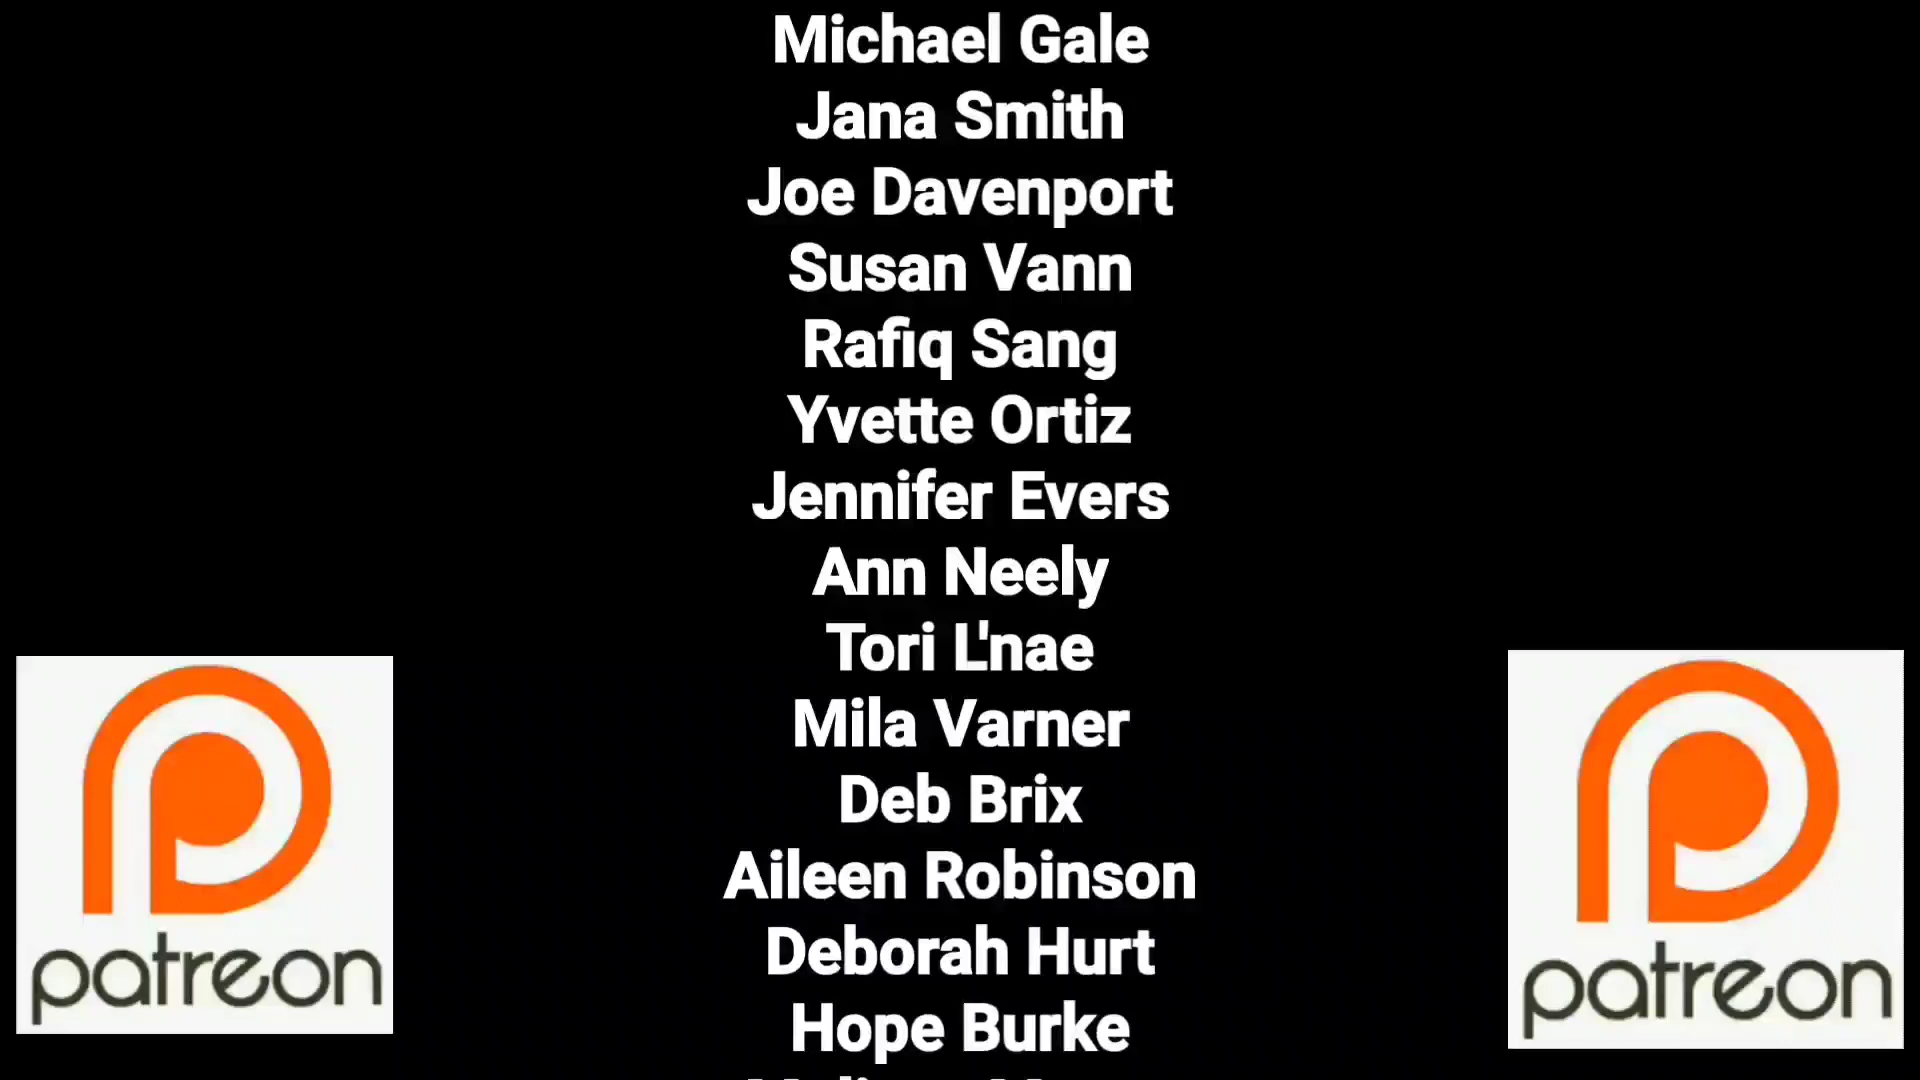 Michael Gale
Jana Smith
Joe Davenport
Susan Vann
Rafiq Sang
Yvette Ortiz
Jennifer Evers
Ann Neely
Tori L'nae
Mila Varner
Deb Brix
Aileen Robinson
Deborah Hurt
Hope Burke
patreon
patreon